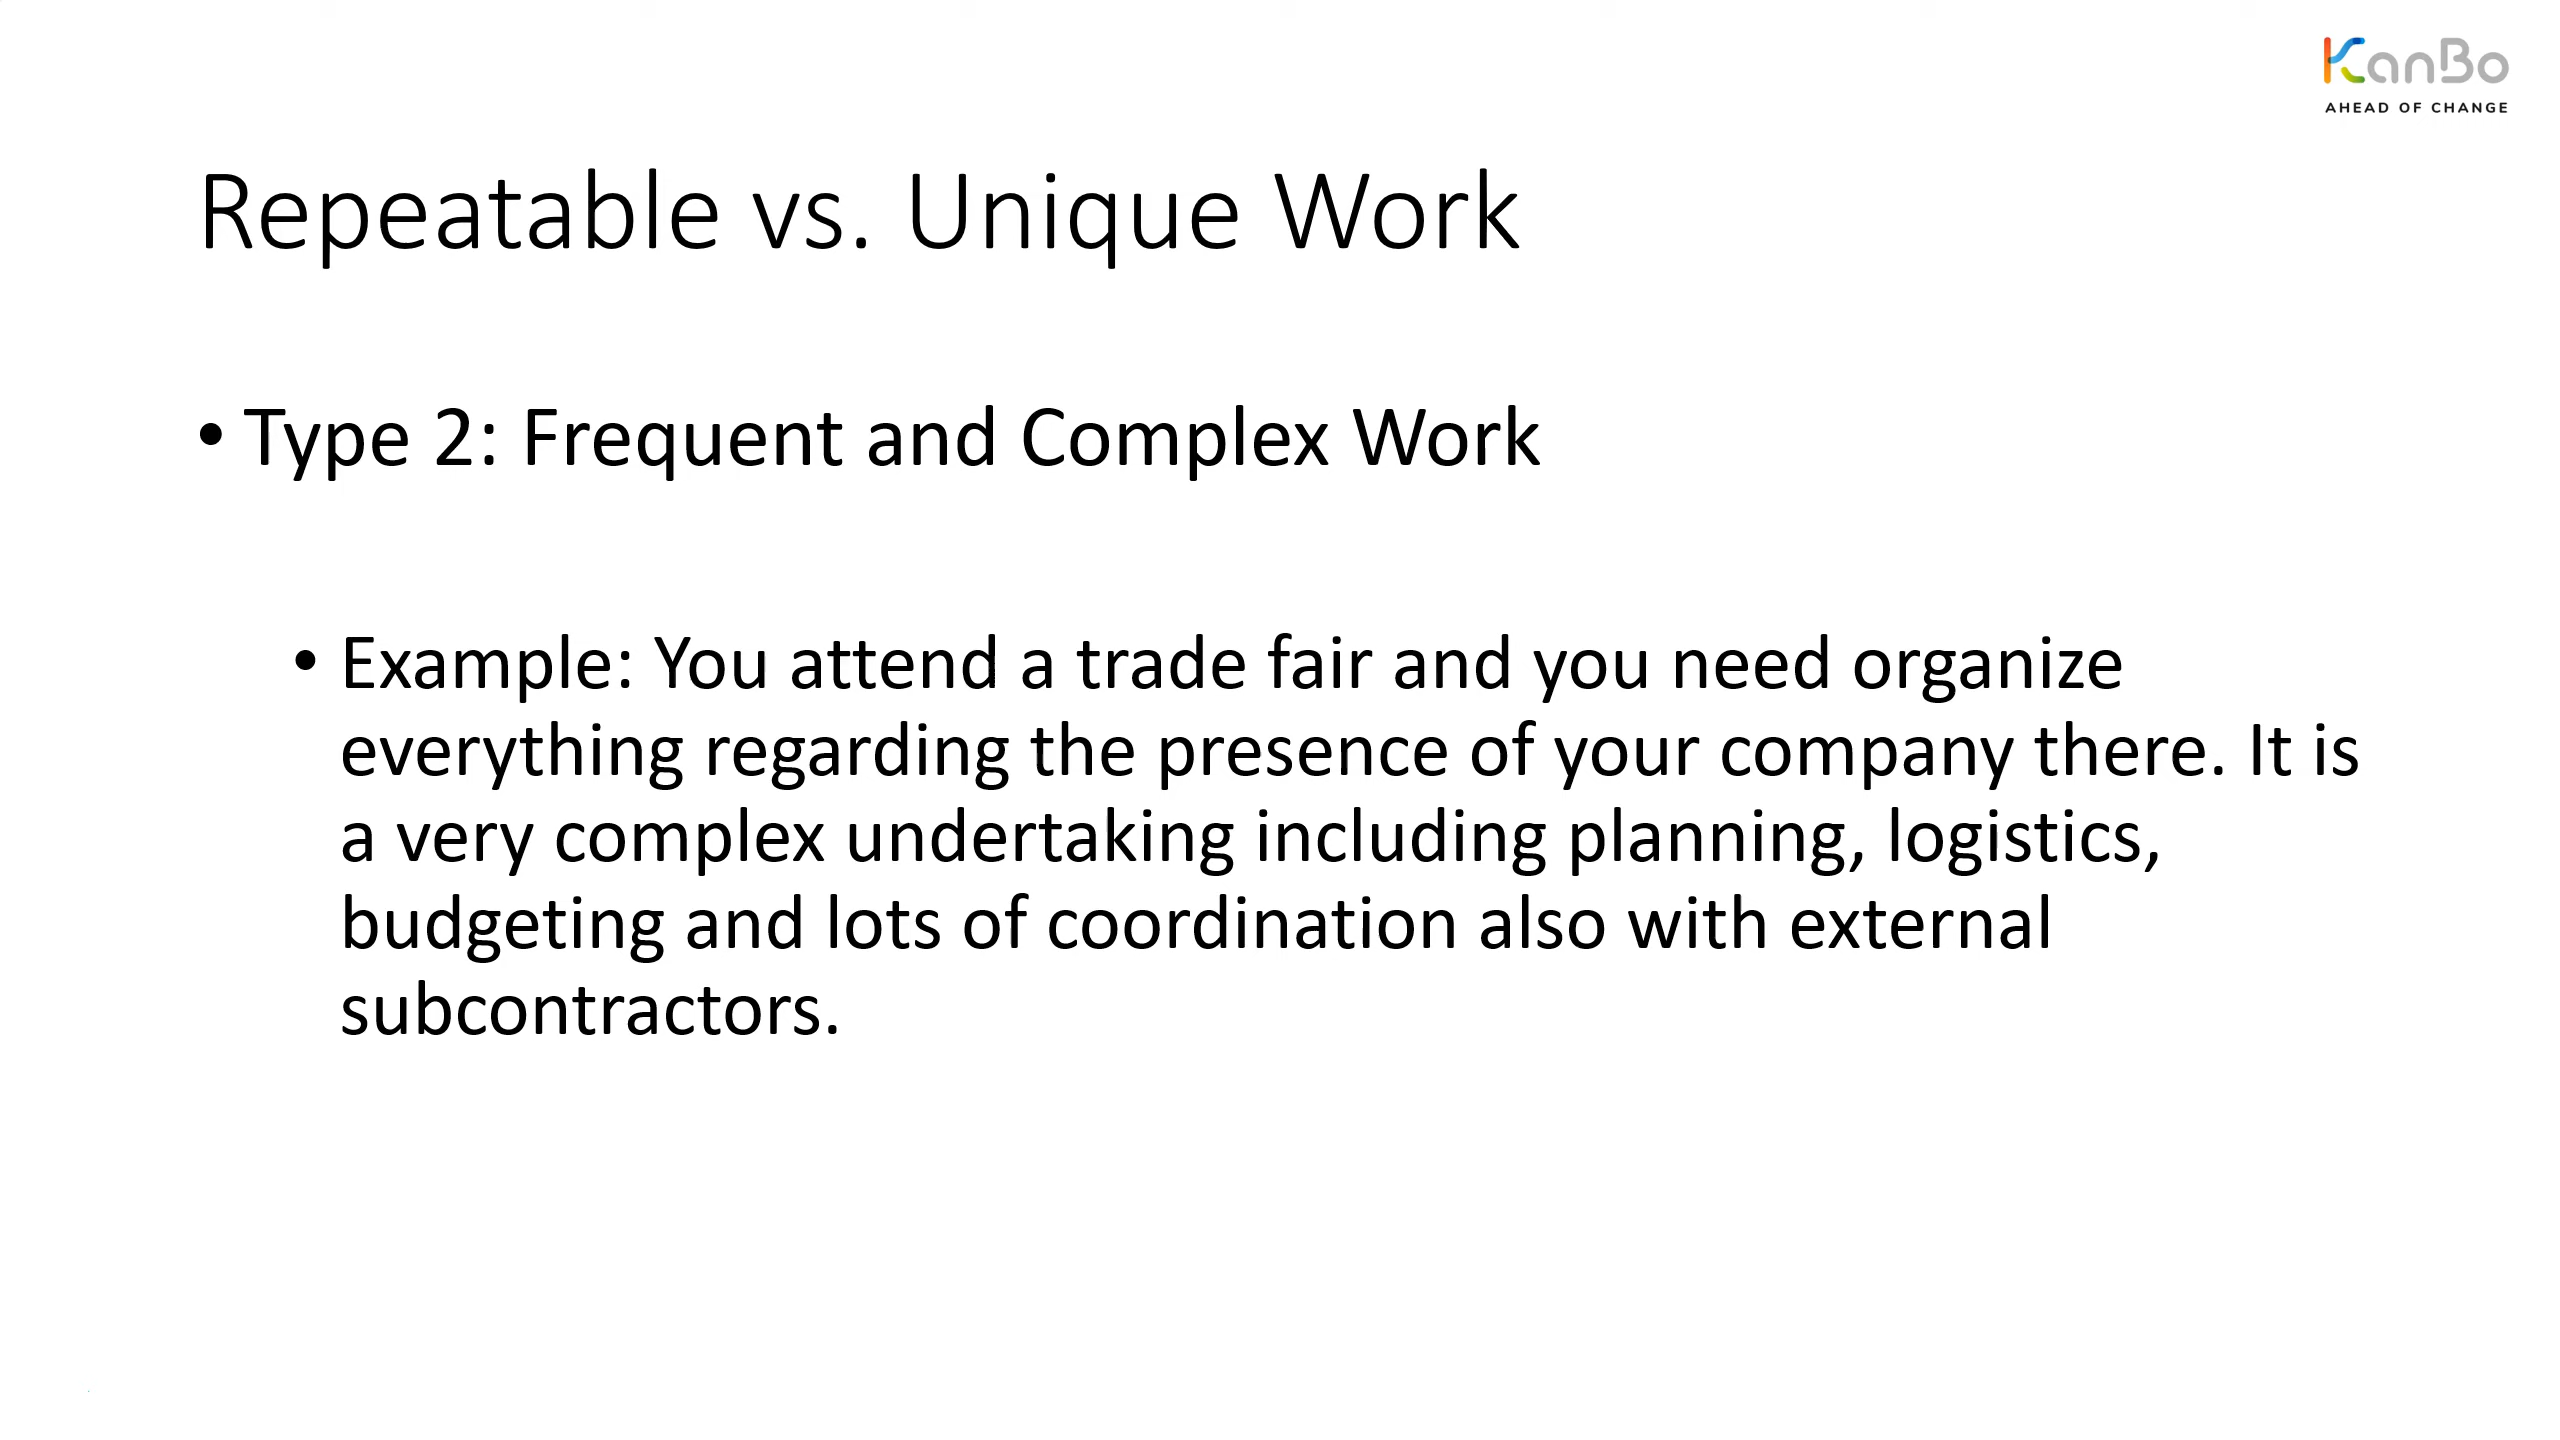 KanBo
AHEAD OF CHANGE
Repeatable vs. Unique Work
• Type 2: Frequent and Complex Work
• Example: You attend a trade fair and you need organize
everything regarding the presence of your company there. It is
a very complex undertaking including planning, logistics,
budgeting and lots of coordination also with external
subcontractors.